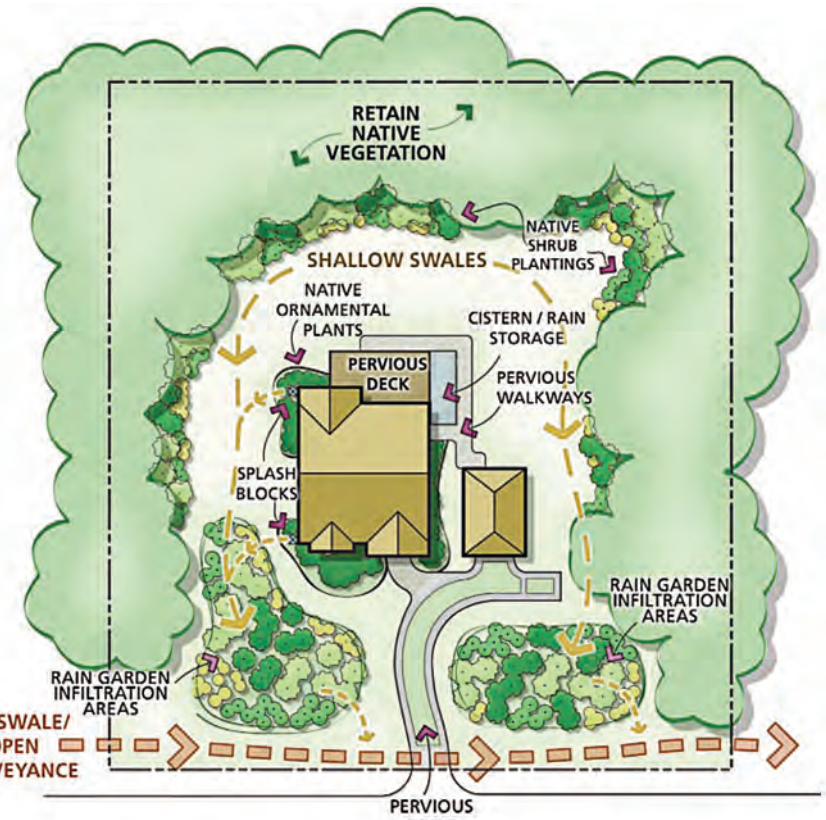 RETAIN
NATIVE
VEGETATION
NATIVE
SHRUB
PLANTINGS
SHALLOW SWALES
NATIVE
ORNAMENTAL
PLANTS
CISTERN / RAIN
STORAGE
PERVIOUS
DECK
PERVIOUS
WALKWAYS
SPLASH
BLOCKS
RAIN GARDEN
INFILTRATION
AREAS
RAIN GARDEN
INFILTRATION
AREAS
SWALE/
OPEN
VEYANCE
PERVIOUS